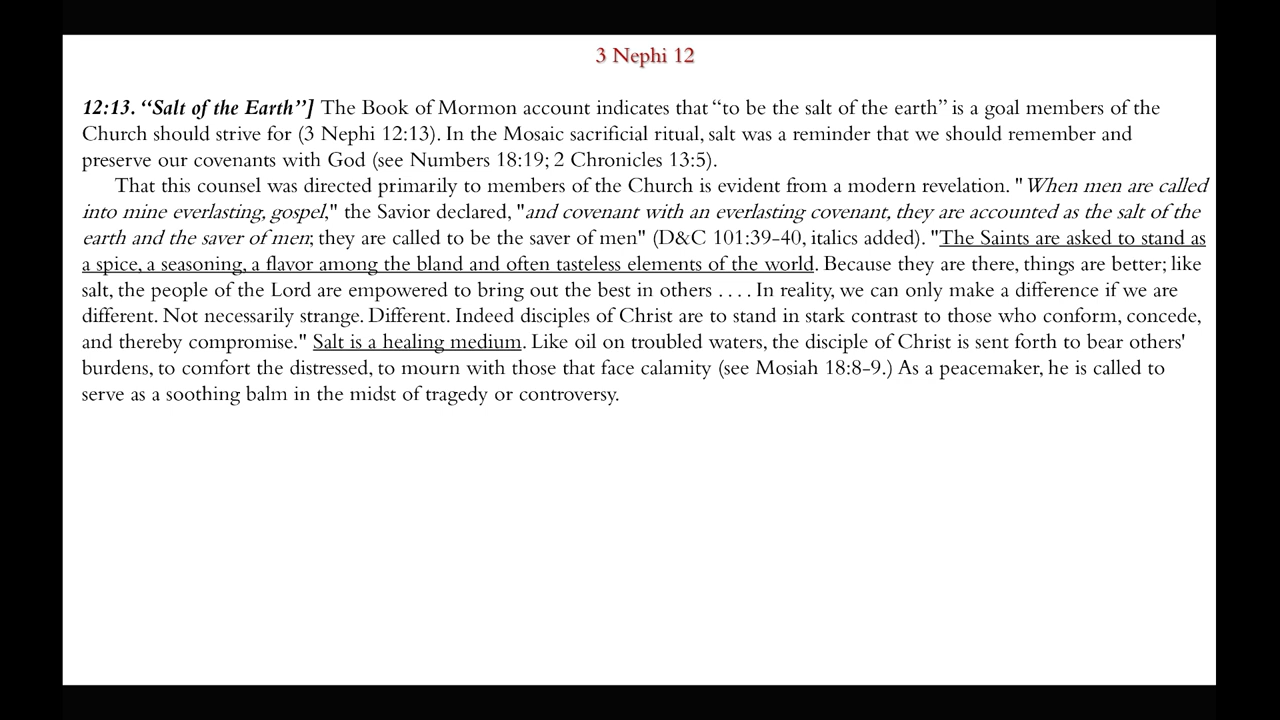 3 Nephi 12
12:13. “Salt of the Earth”] The Book of Mormon account indicates that “to be the salt of the earth” is a goal members of the
Church should strive for (3 Nephi 12:13). In the Mosaic sacrificial ritual, salt was a reminder that we should remember and
preserve our covenants with God (see Numbers 18:19; 2 Chronicles 13:5).
That this counsel was directed primarily to members of the Church is evident from a modern revelation. "When men are called
into mine everlasting, gospel," the Savior declared, "and covenant with an everlasting covenant, they are accounted as the salt of the
earth and the saver of men; they are called to be the saver of men" (D&C 101:39-40, italics added). "The Saints are asked to stand as
a spice, a seasoning, a flavor among the bland and often tasteless elements of the world. Because they are there, things are better; like
salt, the people of the Lord are empowered to bring out the best in others . . . . In reality, we can only make a difference if we are
different. Not necessarily strange. Different. Indeed disciples of Christ are to stand in stark contrast to those who conform, concede,
and thereby compromise." Salt is a healing medium. Like oil on troubled waters, the disciple of Christ is sent forth to bear others'
burdens, to comfort the distressed, to mourn with those that face calamity (see Mosiah 18:8-9.) As a peacemaker, he is called to
serve as a soothing balm in the midst of tragedy or controversy.